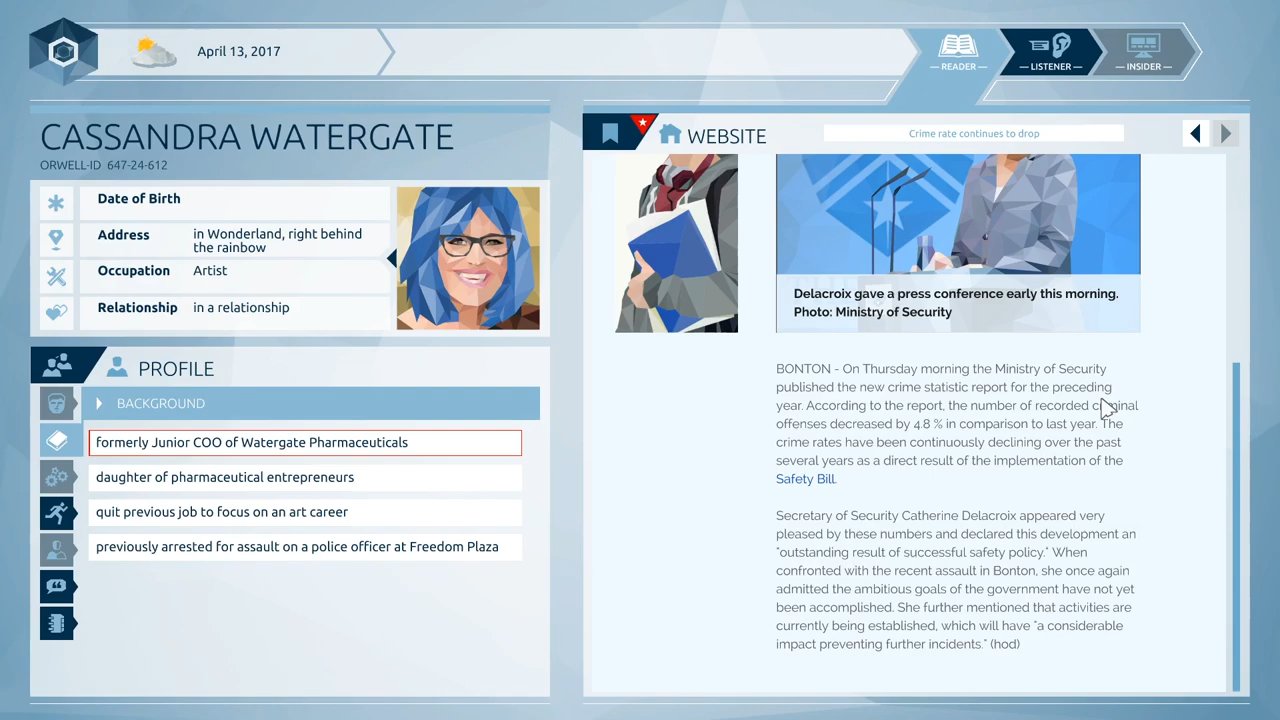 April 13, 2017
— READER —
— LISTENER —
— INSIDER —
CASSANDRA WATERGATE
ORWELL-ID 647-24-612
Date of Birth
Address in Wonderland, right behind
the rainbow
Occupation Artist
Relationship in a relationship
PROFILE
BACKGROUND
formerly Junior COO of Watergate Pharmaceuticals
daughter of pharmaceutical entrepreneurs
quit previous job to focus on an art career
previously arrested for assault on a police officer at Freedom Plaza
WEBSITE
Crime rate continues to drop
Delacroix gave a press conference early this morning.
Photo: Ministry of Security
BONTON - On Thursday morning the Ministry of Security
published the new crime statistic report for the preceding
year. According to the report, the number of recorded criminal
offenses decreased by 4.8 % in comparison to last year. The
crime rates have been continuously declining over the past
several years as a direct result of the implementation of the
Safety Bill.
Secretary of Security Catherine Delacroix appeared very
pleased by these numbers and declared this development an
"outstanding result of successful safety policy." When
confronted with the recent assault in Bonton, she once again
admitted the ambitious goals of the government have not yet
been accomplished. She further mentioned that activities are
currently being established, which will have "a considerable
impact preventing further incidents." (hod)